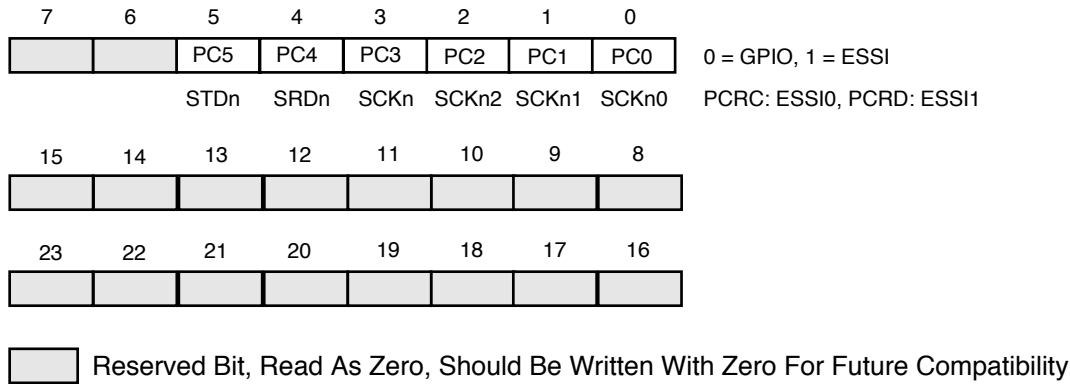 7 6 5 4 3 2 1 0
PC5 PC4 PC3 PC2 PC1 PC0 0 = GPIO, 1 = ESSI
STDn SRDn SCKn SCKn2 SCKn1 SCKn0 PCRC: ESSI0, PCRD: ESSI1
15 14 13 12 11 10 9 8
23 22 21 20 19 18 17 16
Reserved Bit, Read As Zero, Should Be Written With Zero For Future Compatibility